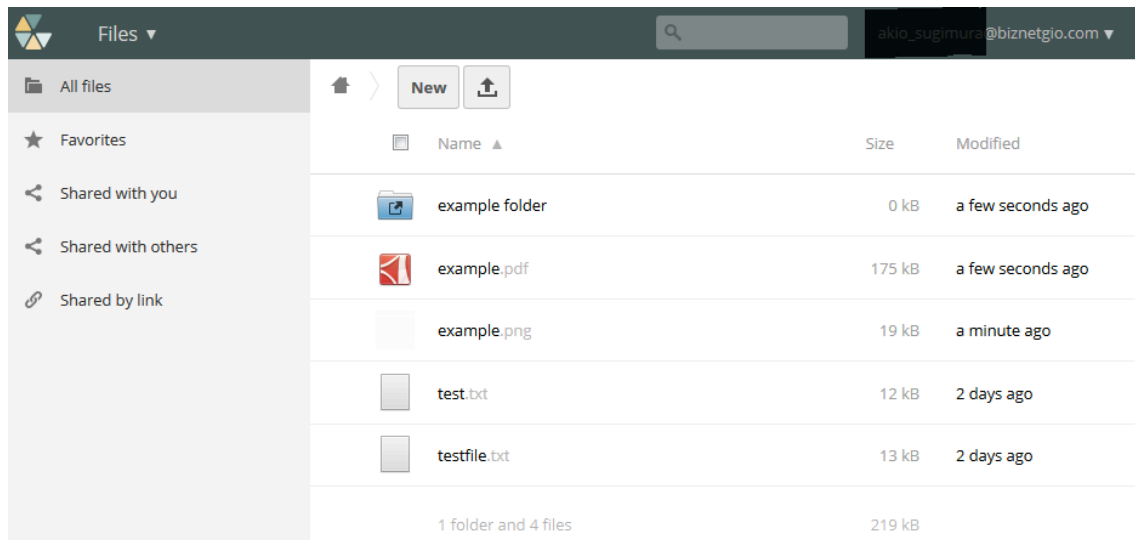 Files ▼
@biznetgio.com ▼
All files
Favorites
Shared with you
Shared with others
Shared by link
New
Name ▲ Size Modified
example folder 0 kB a few seconds ago
example.pdf 175 kB a few seconds ago
example.png 19 kB a minute ago
test.txt 12 kB 2 days ago
testfile.txt 13 kB 2 days ago
1 folder and 4 files 219 kB